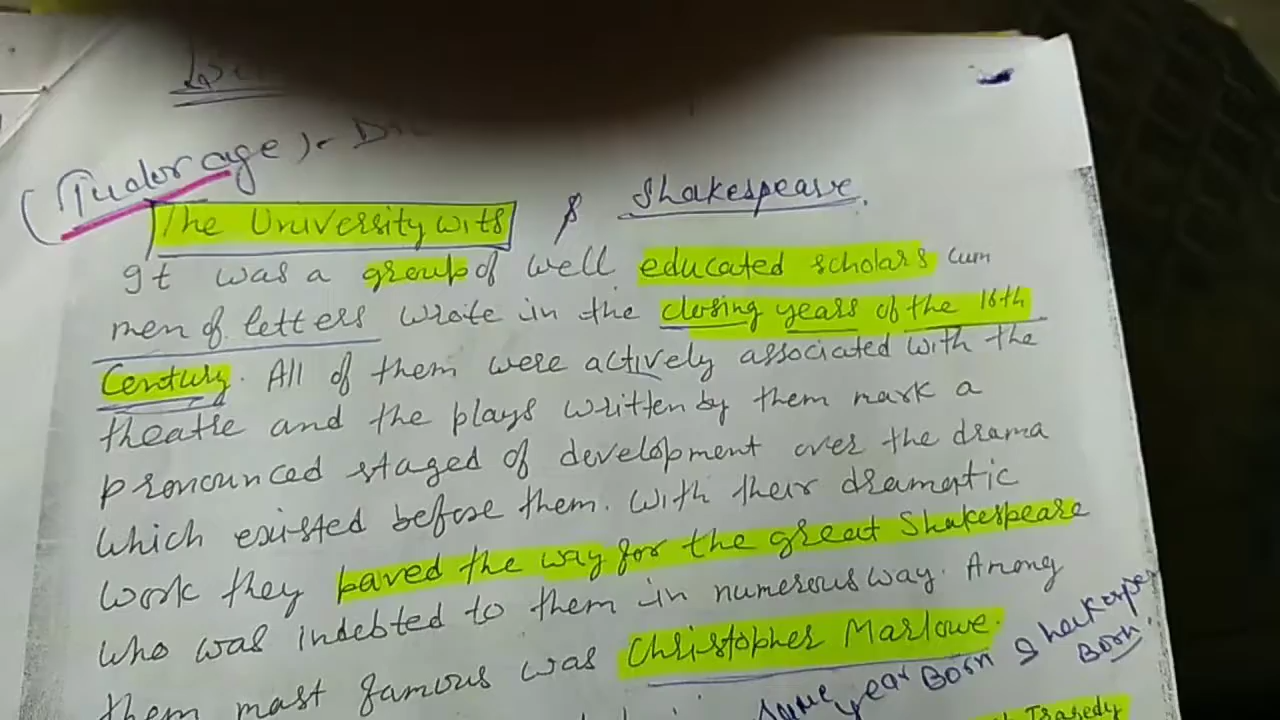 (Tudor age):-
The University wits & Shakespeare.
It was a group of well educated scholars cum
men of letters wrote in the closing years of the 16th
Century. All of them were actively associated with the
theatre and the plays written by them mark a
pronounced staged of development over the drama
which existed before them. With their dramatic
work they paved the way for the great Shakespeare
who was indebted to them in numerous way. Among
them most famous was Christopher Marlowe.
Same year Born Shackespe
Born.
Tragedy